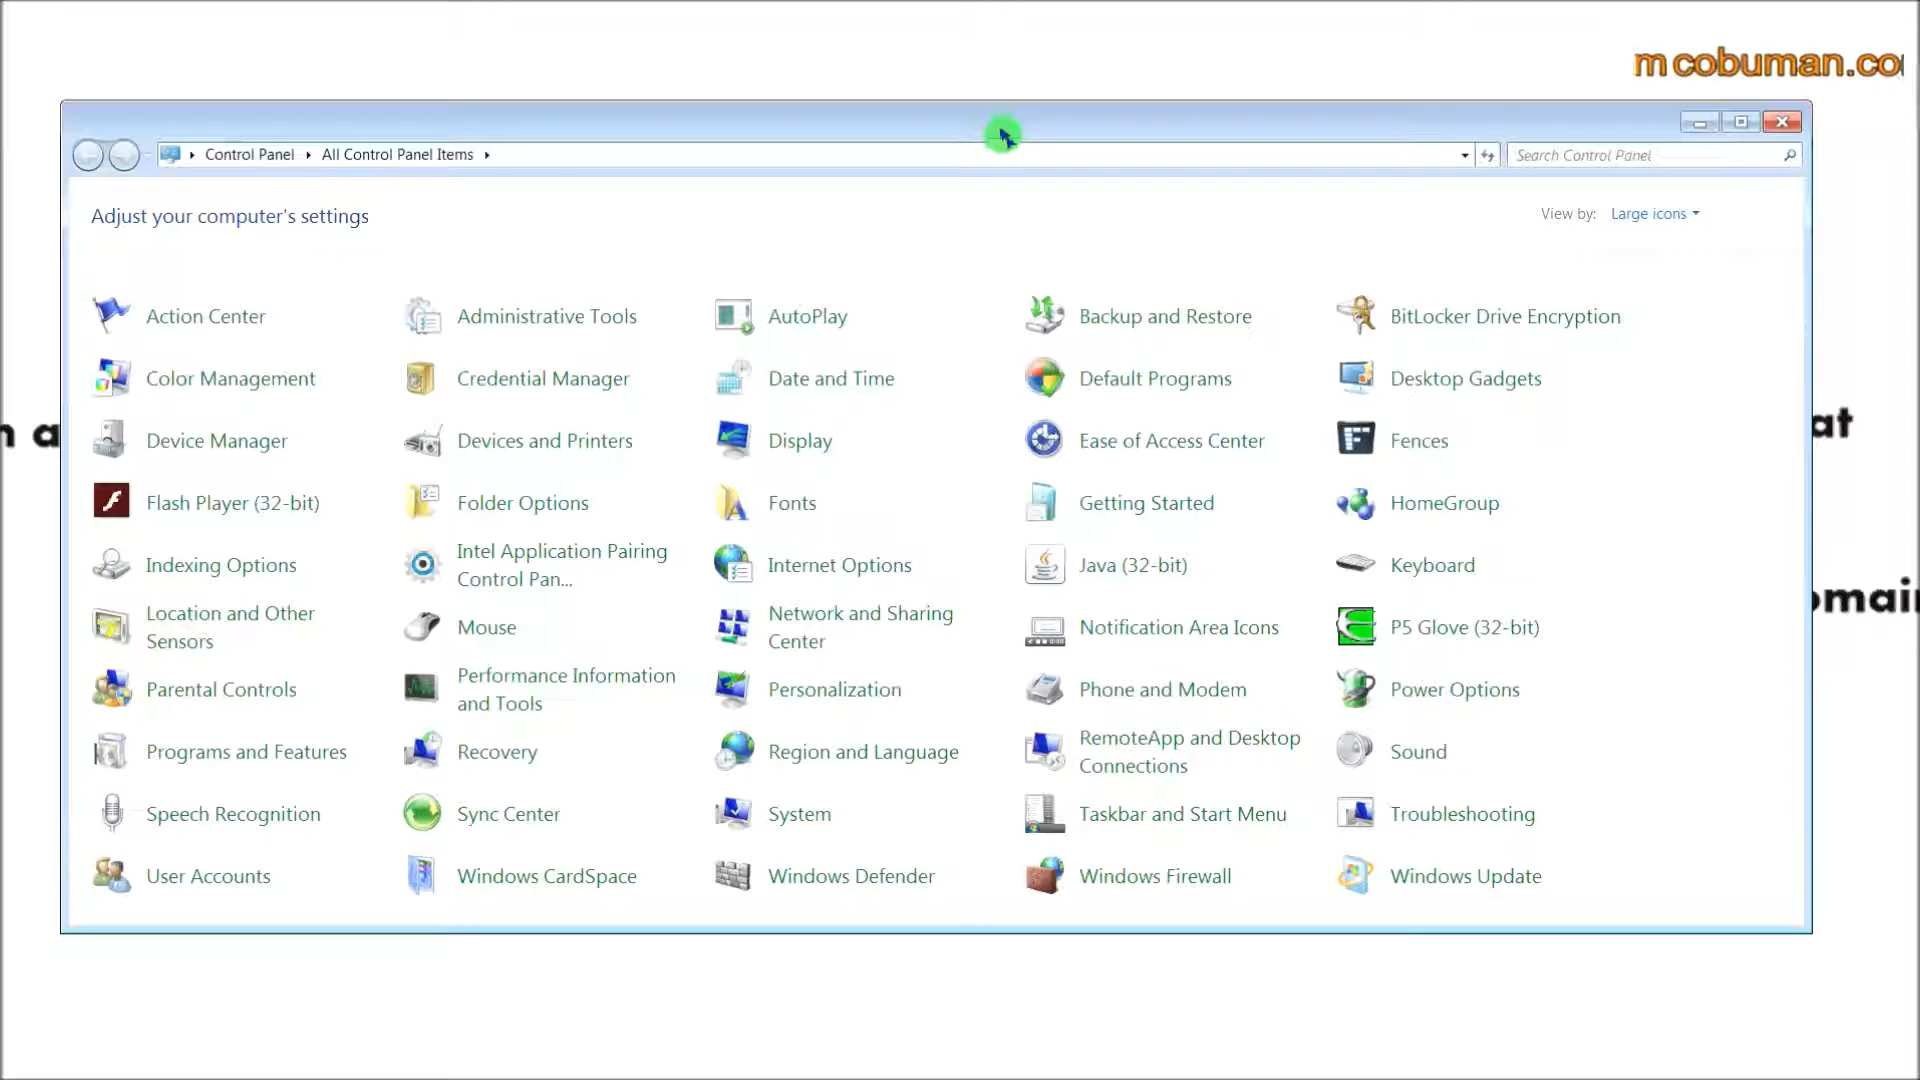 m cobuman.co
Control Panel
All Control Panel Items
Search Control Panel
Adjust your computer's settings
View by: Large icons
Action Center
Administrative Tools
AutoPlay
Backup and Restore
BitLocker Drive Encryption
Color Management
Credential Manager
Date and Time
Default Programs
Desktop Gadgets
Device Manager
Devices and Printers
Display
Ease of Access Center
Fences
at
Flash Player (32-bit)
Folder Options
Fonts
Getting Started
HomeGroup
Indexing Options
Intel Application Pairing
Control Pan...
Internet Options
Java (32-bit)
Keyboard
Location and Other
Sensors
Mouse
Network and Sharing
Center
Notification Area Icons
P5 Glove (32-bit)
Parental Controls
Performance Information
and Tools
Personalization
Phone and Modem
Power Options
Programs and Features
Recovery
Region and Language
RemoteApp and Desktop
Connections
Sound
Speech Recognition
Sync Center
System
Taskbar and Start Menu
Troubleshooting
User Accounts
Windows CardSpace
Windows Defender
Windows Firewall
Windows Update